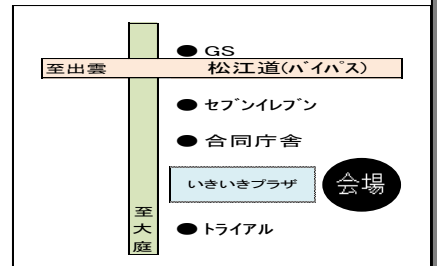 ● GS
至出雲 松江道(バイパス)
● セブンイレブン
● 合同庁舎
いきいきプラザ 会場
至大庭
● トライアル